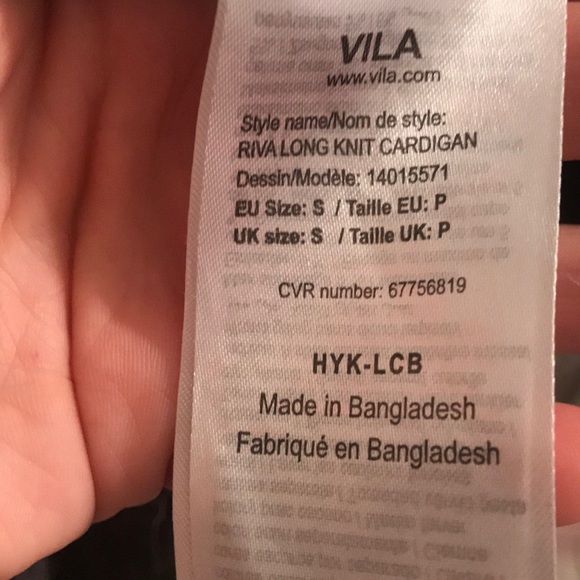 VILA
www.vila.com
Style name/Nom de style:
RIVA LONG KNIT CARDIGAN
Dessin/Modèle: 14015571
EU Size: S / Taille EU: P
UK size: S / Taille UK: P
CVR number: 67756819
HYK-LCB
Made in Bangladesh
Fabriqué en Bangladesh